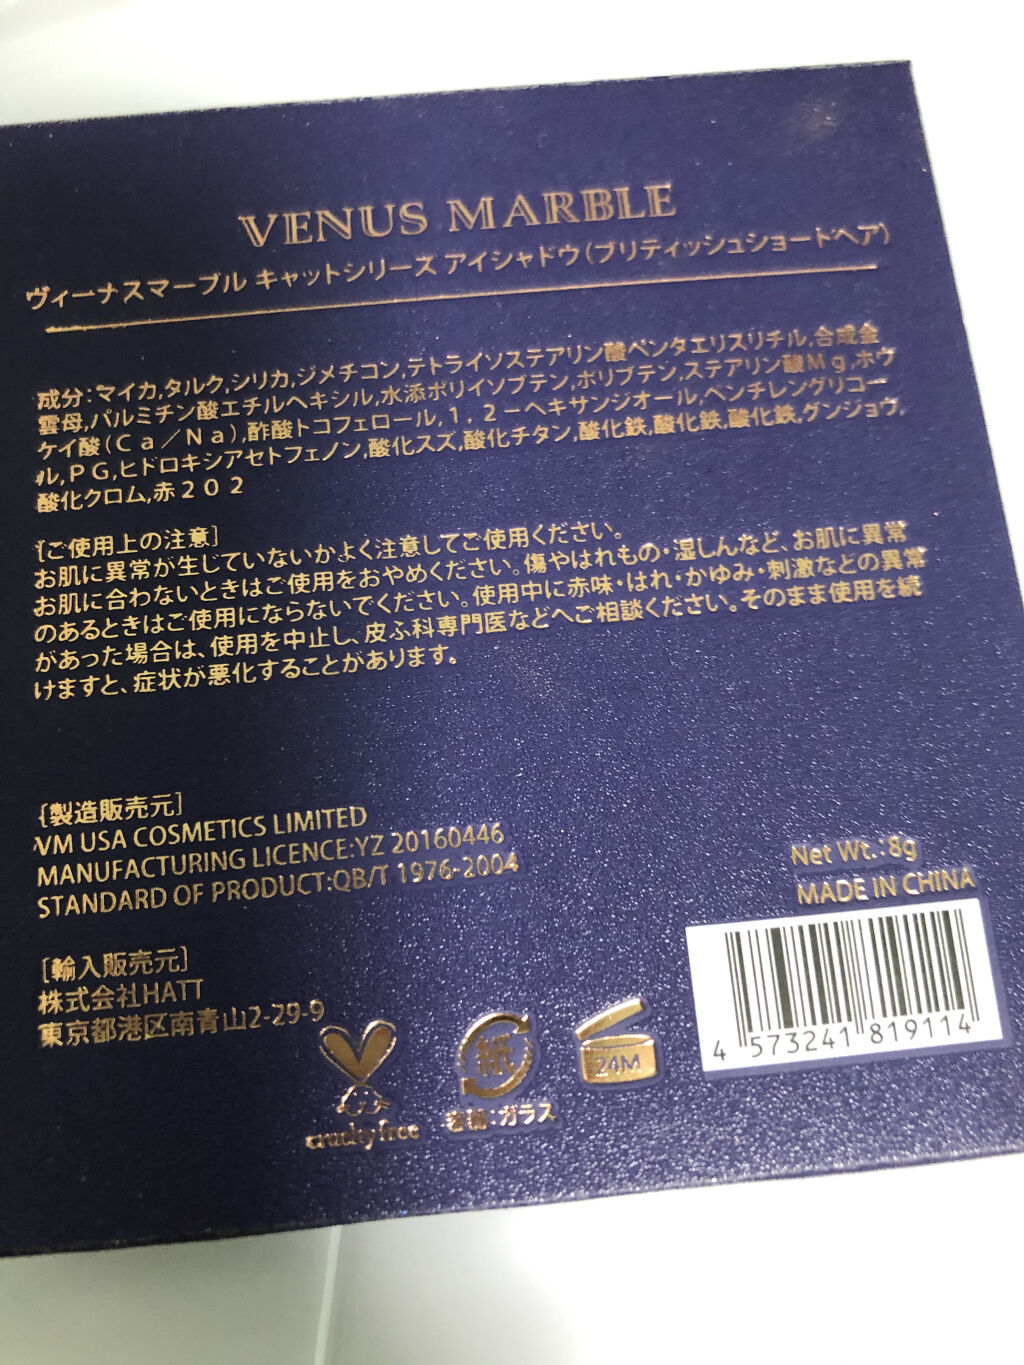 VENUS MARBLE
ヴィーナスマーブル キャットシリーズ アイシャドウ(ブリティッシュショードヘア)
成分:マイカ,タルク,シリカ,ジメチコン,テトライソステアリン酸ペンタエリスリチル,合成金
雲母,パルミチン酸エチルヘキシル,水添ポリイソブテン,ポリブテン,ステアリン酸Mg,ホウ
ケイ酸(Ca/Na),酢酸トコフェロール,1,2-ヘキサンジオール,ペンチレングリコー
ル,PG,ヒドロキシアセトフェノン,酸化スズ,酸化チタン,酸化鉄,酸化鉄,酸化鉄,グンジョウ,
酸化クロム,赤202
[ご使用上の注意]
お肌に異常が生じていないかよく注意してご使用ください。
お肌に合わないときはご使用をおやめください。傷やはれもの・湿しんなど、お肌に異常
のあるときはご使用にならないでください。使用中に赤味・はれ・かゆみ・刺激などの異常
があった場合は、使用を中止し、皮ふ科専門医などへご相談ください。そのまま使用を続
けますと、症状が悪化することがあります。
[製造販売元]
VM USA COSMETICS LIMITED
MANUFACTURING LICENCE:YZ 20160446
STANDARD OF PRODUCT:QB/T 1976-2004
Net Wt.:8g
MADE IN CHINA
[輸入販売元]
株式会社HATT
東京都港区南青山2-29-9
cruelty free
紙
容器:ガラス
24M
4 573241 819114